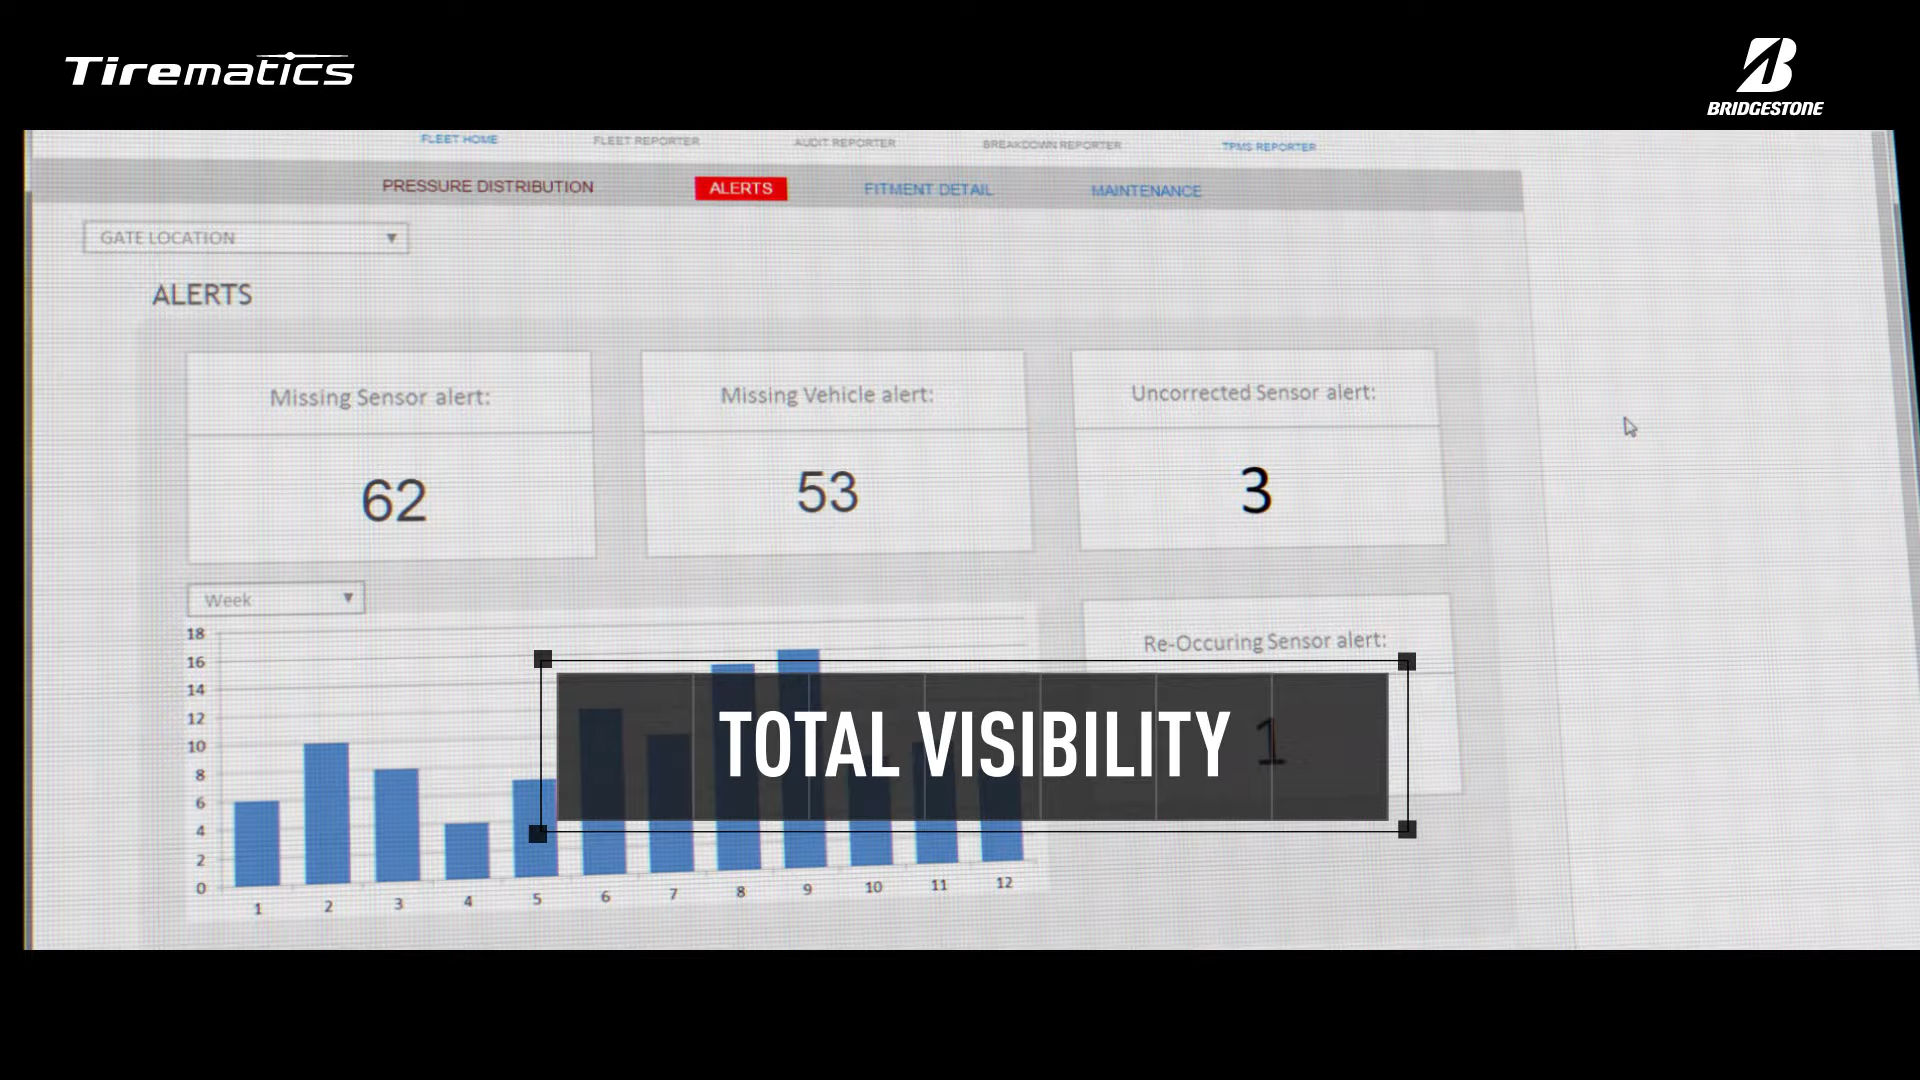 Tirematics
BRIDGESTONE
FLEET HOME FLEET REPORTER AUDIT REPORTER BREAKDOWN REPORTER TPMS REPORTER
PRESSURE DISTRIBUTION ALERTS FITMENT DETAIL MAINTENANCE
GATE LOCATION
ALERTS
Missing Sensor alert: Missing Vehicle alert: Uncorrected Sensor alert:
62 53 3
Week
Re-Occuring Sensor alert:
1
TOTAL VISIBILITY
18
16
14
12
10
8
6
4
2
0
1 2 3 4 5 6 7 8 9 10 11 12